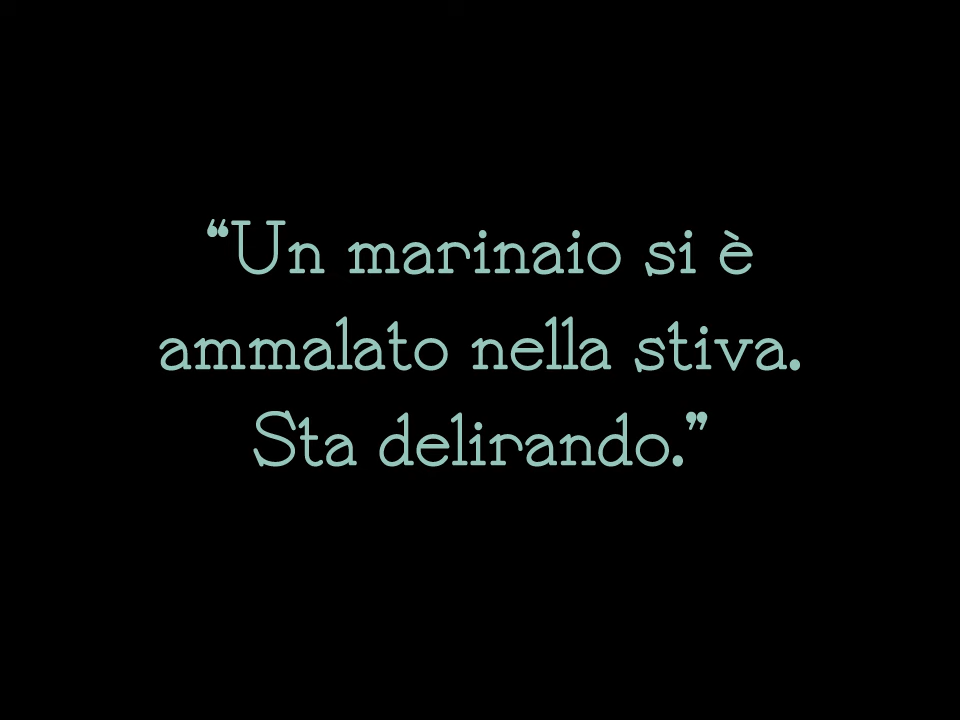 “Un marinaio si è
ammalato nella stiva.
Sta delirando.”